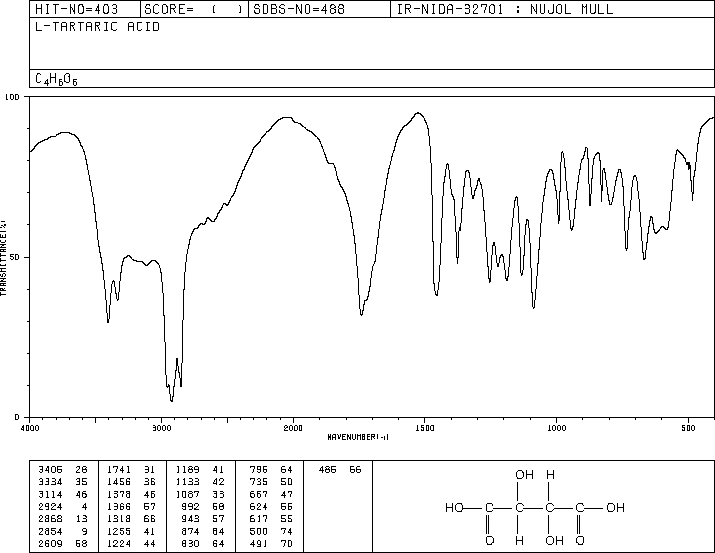 HIT-NO=403 SCORE= ( ) SDBS-NO=488 IR-NIDA-32701 : NUJOL MULL
L-TARTARIC ACID
C4H6O6
100
50
0
TRANSMITTANCE(%)
4000 3000 2000 1500 1000 500
WAVENUMBER(-1)
3334 35 1456 36 1133 42 735 50
3114 46 1378 46 1087 33 667 47
2924 4 1366 57 992 58 624 55
2868 13 1318 66 943 57 617 55
2854 9 1255 41 874 64 500 74
2609 58 1224 44 830 64 491 70
3405 28 1741 31 1189 41 796 64 485 66
OH H
HO C C C C OH
O H OH O